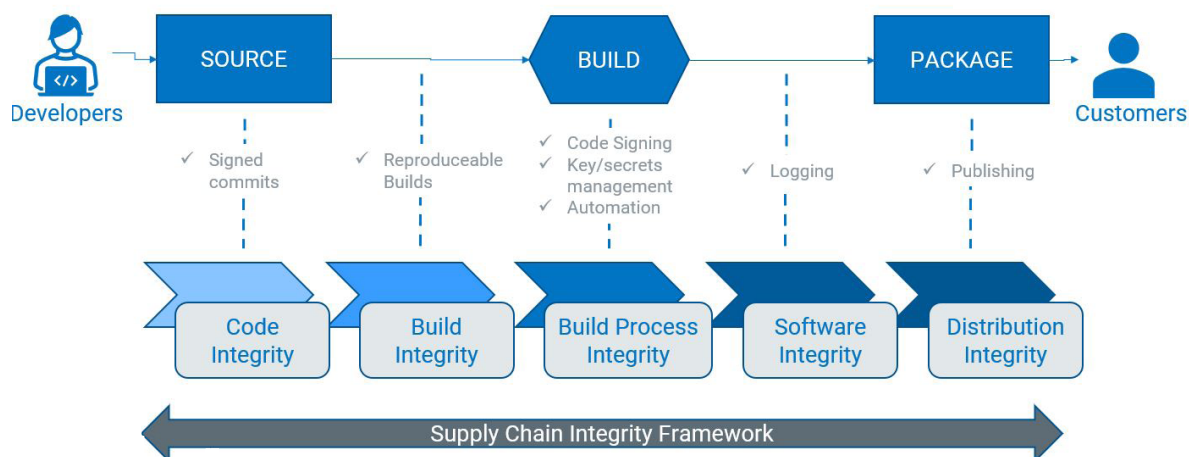 SOURCE
BUILD
PACKAGE
</>
Developers
Customers
✓ Signed
commits
✓ Reproduceable
Builds
✓ Code Signing
✓ Key/secrets
management
✓ Automation
✓ Logging
✓ Publishing
Code
Integrity
Build
Integrity
Build Process
Integrity
Software
Integrity
Distribution
Integrity
Supply Chain Integrity Framework